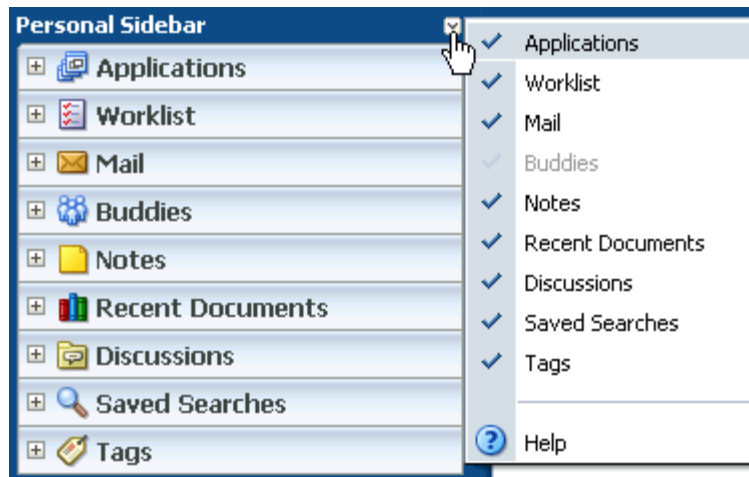 Personal Sidebar
Applications
Worklist
Mail
Buddies
Notes
Recent Documents
Discussions
Saved Searches
Tags
Applications
Worklist
Mail
Buddies
Notes
Recent Documents
Discussions
Saved Searches
Tags
Help